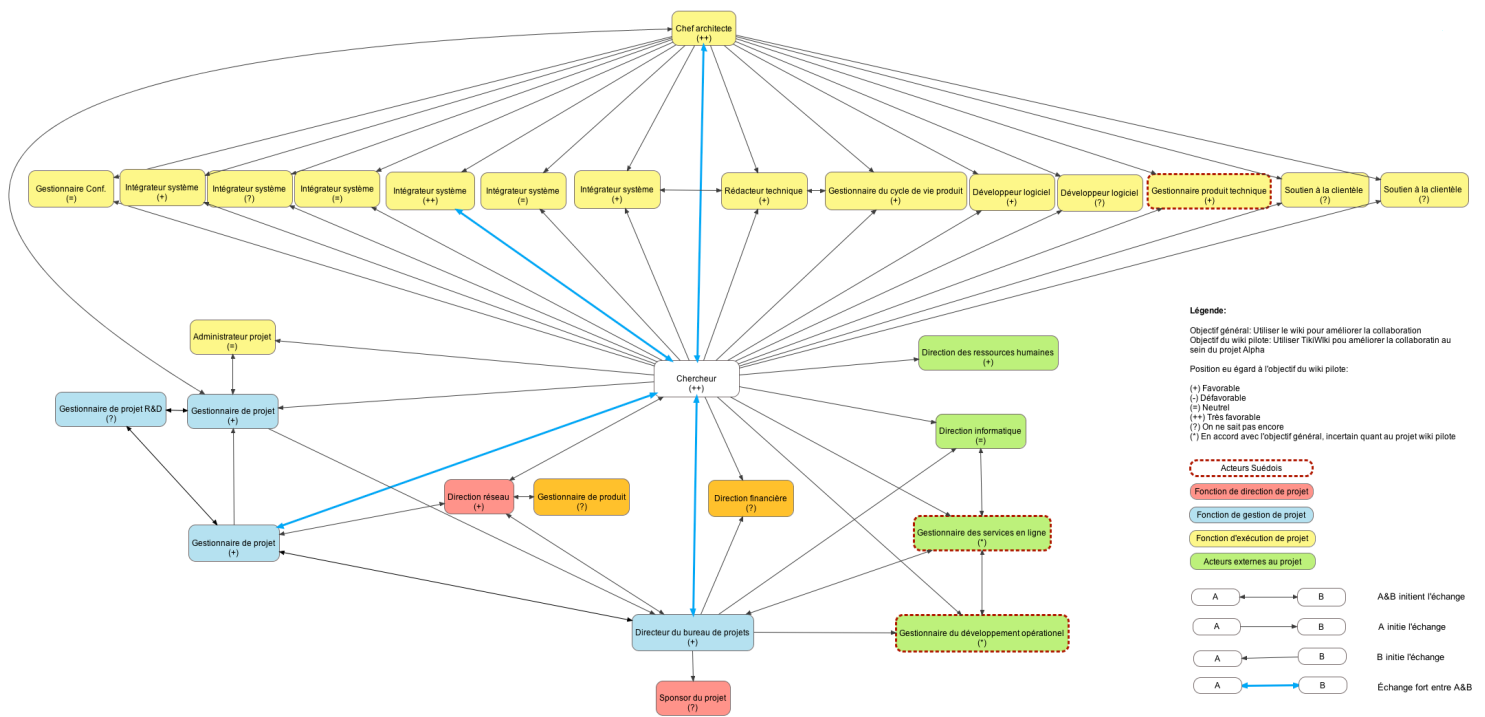 Chef architecte
(++)
Gestionnaire Conf.
(=)
Intégrateur système
(+)
Intégrateur système
(?)
Intégrateur système
(=)
Intégrateur système
(++)
Intégrateur système
(=)
Intégrateur système
(+)
Rédacteur technique
(+)
Gestionnaire du cycle de vie produit
(+)
Développeur logiciel
(+)
Développeur logiciel
(?)
Gestionnaire produit technique
(+)
Soutien à la clientèle
(?)
Soutien à la clientèle
(?)
Administrateur projet
(=)
Direction des ressources humaines
(+)
Chercheur
(++)
Gestionnaire de projet R&D
(?)
Gestionnaire de projet
(+)
Direction informatique
(=)
Direction réseau
(+)
Gestionnaire de produit
(?)
Direction financière
(?)
Gestionnaire de projet
(+)
Gestionnaire des services en ligne
(*)
Directeur du bureau de projets
(+)
Gestionnaire du développement opérationel
(*)
Sponsor du projet
(?)
Légende:
Objectif général: Utiliser le wiki pour améliorer la collaboration
Objectif du wiki pilote: Utiliser TikiWIki pou améliorer la collaboratin au
sein du projet Alpha
Position eu égard à l'objectif du wiki pilote:
(+) Favorable
(-) Défavorable
(=) Neutrel
(++) Très favorable
(?) On ne sait pas encore
(*) En accord avec l'objectif général, incertain quant au projet wiki pilote
Acteurs Suédois
Fonction de direction de projet
Fonction de gestion de projet
Fonction d'exécution de projet
Acteurs externes au projet
A B A&B initient l'échange
A B A initie l'échange
A B B initie l'échange
A B Échange fort entre A&B